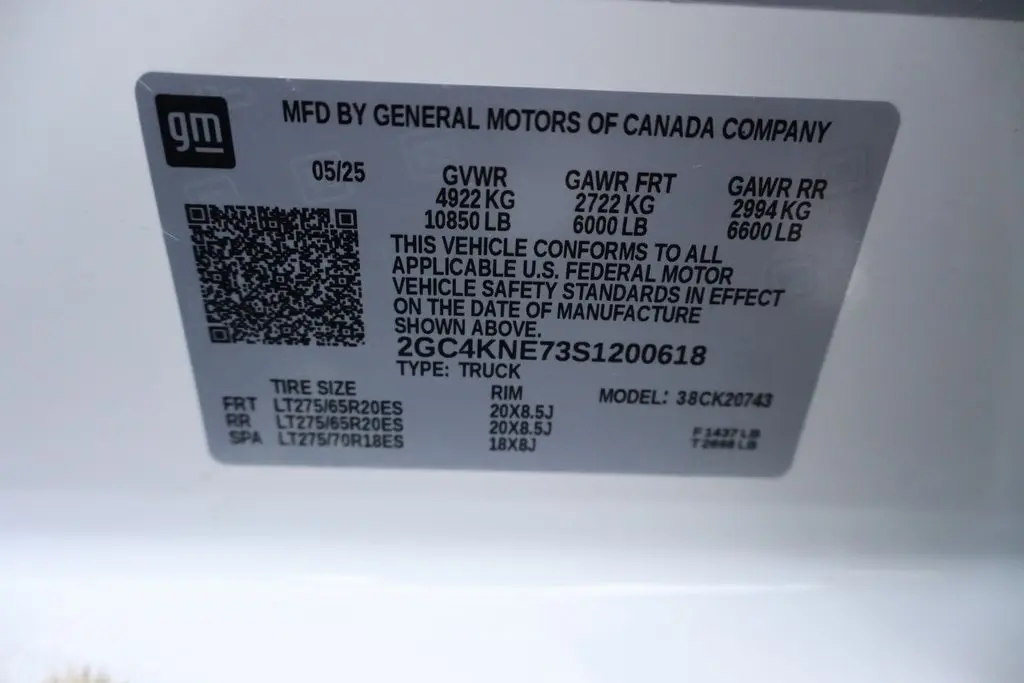 gm
MFD BY GENERAL MOTORS OF CANADA COMPANY
05/25 GVWR GAWR FRT GAWR RR
4922 KG 2722 KG 2994 KG
10850 LB 6000 LB 6600 LB
THIS VEHICLE CONFORMS TO ALL
APPLICABLE U.S. FEDERAL MOTOR
VEHICLE SAFETY STANDARDS IN EFFECT
ON THE DATE OF MANUFACTURE
SHOWN ABOVE.
2GC4KNE73S1200618
TYPE: TRUCK
TIRE SIZE RIM MODEL: 38CK20743
FRT LT275/65R20ES 20X8.5J
RR LT275/65R20ES 20X8.5J
SPA LT275/70R18ES 18X8J
F 1437 LB